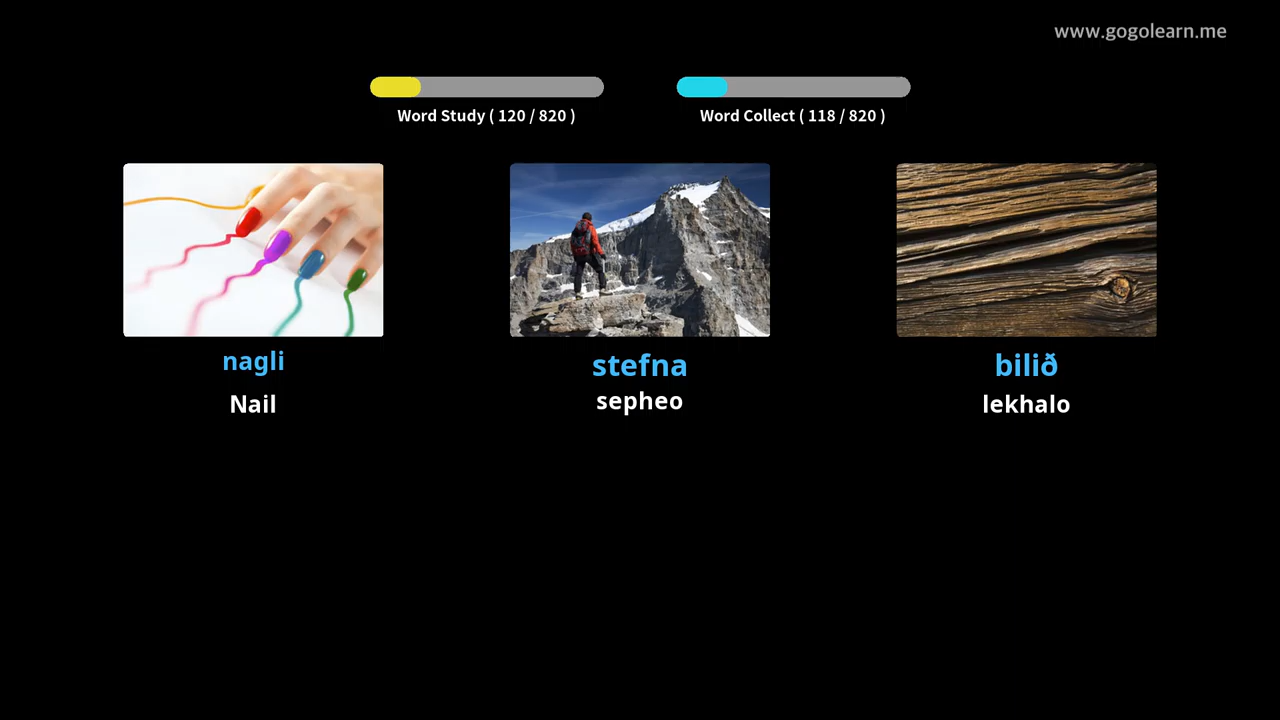 www.gogolearn.me
Word Study ( 120 / 820 )
Word Collect ( 118 / 820 )
nagli
Nail
stefna
sepheo
bilið
lekhalo